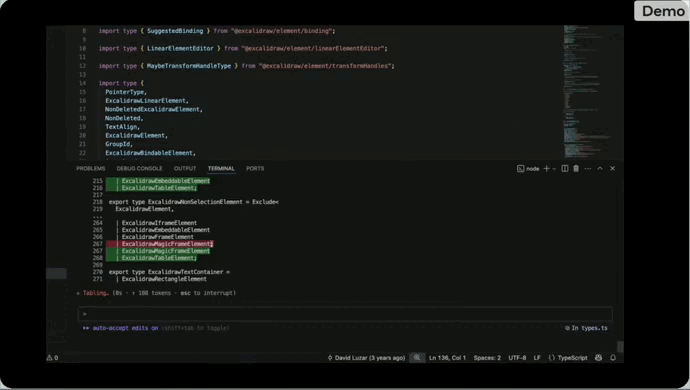 Demo
8 import type { SuggestedBinding } from "@excalidraw/element/binding";
9
10 import type { LinearElementEditor } from "@excalidraw/element/linearElementEditor";
11
12 import type { MaybeTransformHandleType } from "@excalidraw/element/transformHandles";
13
14 import type {
15 PointerType,
16 ExcalidrawLinearElement,
17 NonDeletedExcalidrawElement,
18 NonDeleted,
19 TextAlign,
20 ExcalidrawElement,
21 GroupId,
22 ExcalidrawBindableElement,
PROBLEMS DEBUG CONSOLE OUTPUT TERMINAL PORTS
node
215 | ExcalidrawEmbeddableElement
216 | ExcalidrawTableElement;
217
218 export type ExcalidrawNonSelectionElement = Exclude<
219 ExcalidrawElement,
...
264 | ExcalidrawIframeElement
265 | ExcalidrawEmbeddableElement
266 | ExcalidrawFrameElement
267 | ExcalidrawMagicFrameElement;
267 | ExcalidrawMagicFrameElement
268 | ExcalidrawTableElement;
269
270 export type ExcalidrawTextContainer =
271 | ExcalidrawRectangleElement
Tabling… (0s · ↑ 108 tokens · esc to interrupt)
>
auto-accept edits on (shift+tab to toggle)
In types.ts
0
David Luzar (3 years ago)
Ln 136, Col 1
Spaces: 2
UTF-8
LF
{} TypeScript